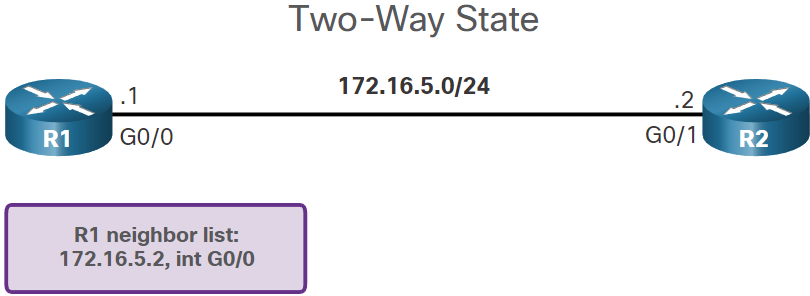 Two-Way State
172.16.5.0/24
.1
.2
G0/0
G0/1
R1
R2
R1 neighbor list:
172.16.5.2, int G0/0